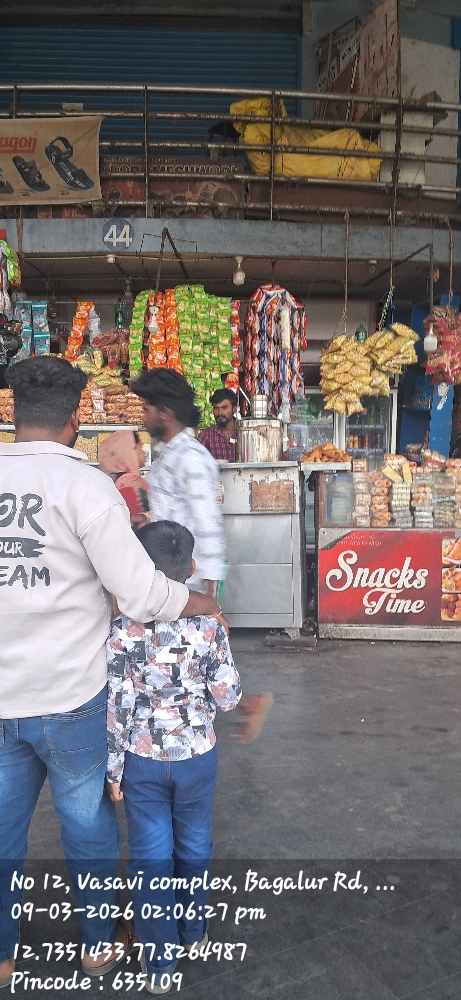 ragon
44
OR
OUR
EAM
Snacks
Time
No 12, Vasavi complex, Bagalur Rd, ...
09-03-2026 02:06:27 pm
12.7351433,77.8264987
Pincode : 635109